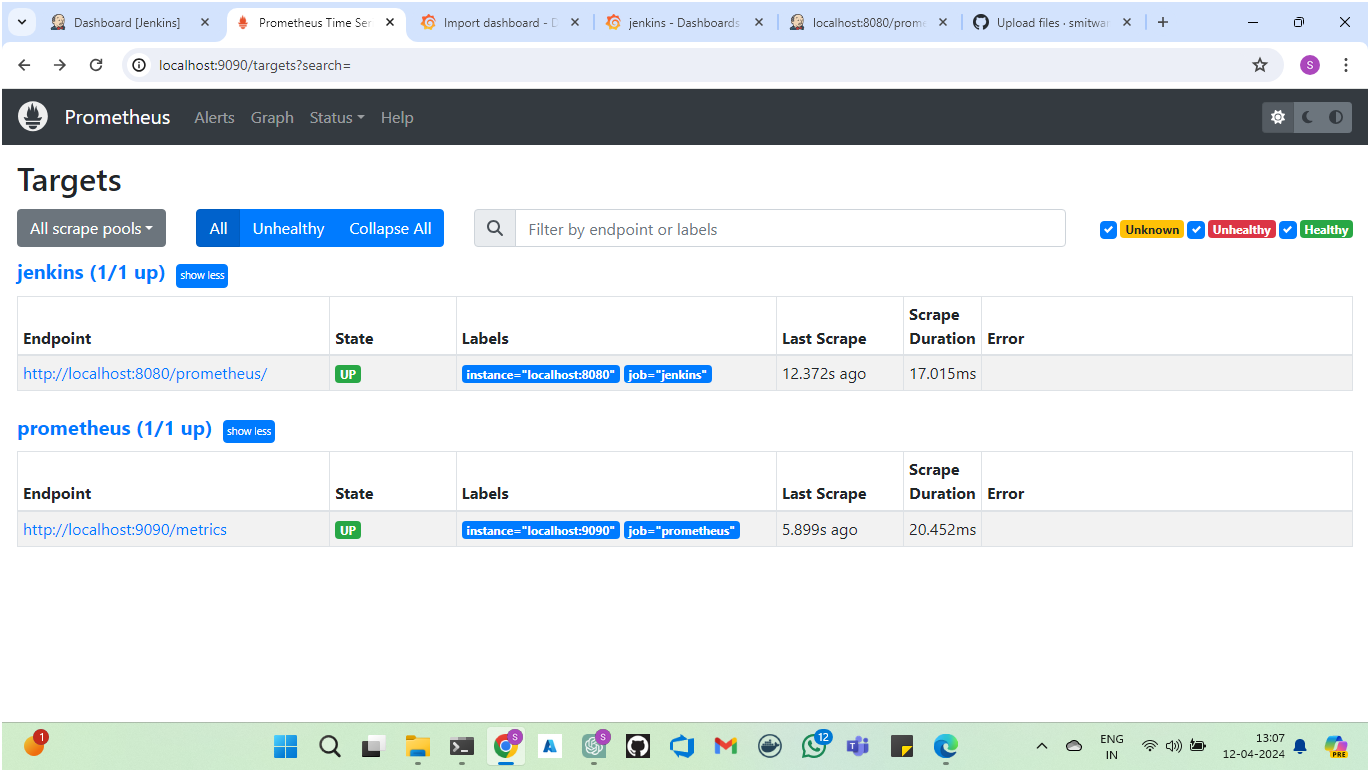 Dashboard [Jenkins]
Prometheus Time Ser
Import dashboard - D
jenkins - Dashboards
localhost:8080/prome
Upload files · smitwar
localhost:9090/targets?search=
S
Prometheus
Alerts
Graph
Status
Help
Targets
All scrape pools
All
Unhealthy
Collapse All
Filter by endpoint or labels
Unknown
Unhealthy
Healthy
jenkins (1/1 up)
show less
Endpoint
State
Labels
Last Scrape
Scrape
Duration
Error
http://localhost:8080/prometheus/
UP
instance="localhost:8080"
job="jenkins"
12.372s ago
17.015ms
prometheus (1/1 up)
show less
Endpoint
State
Labels
Last Scrape
Scrape
Duration
Error
http://localhost:9090/metrics
UP
instance="localhost:9090"
job="prometheus"
5.899s ago
20.452ms
1
S
S
12
ENG
IN
13:07
12-04-2024
PRE